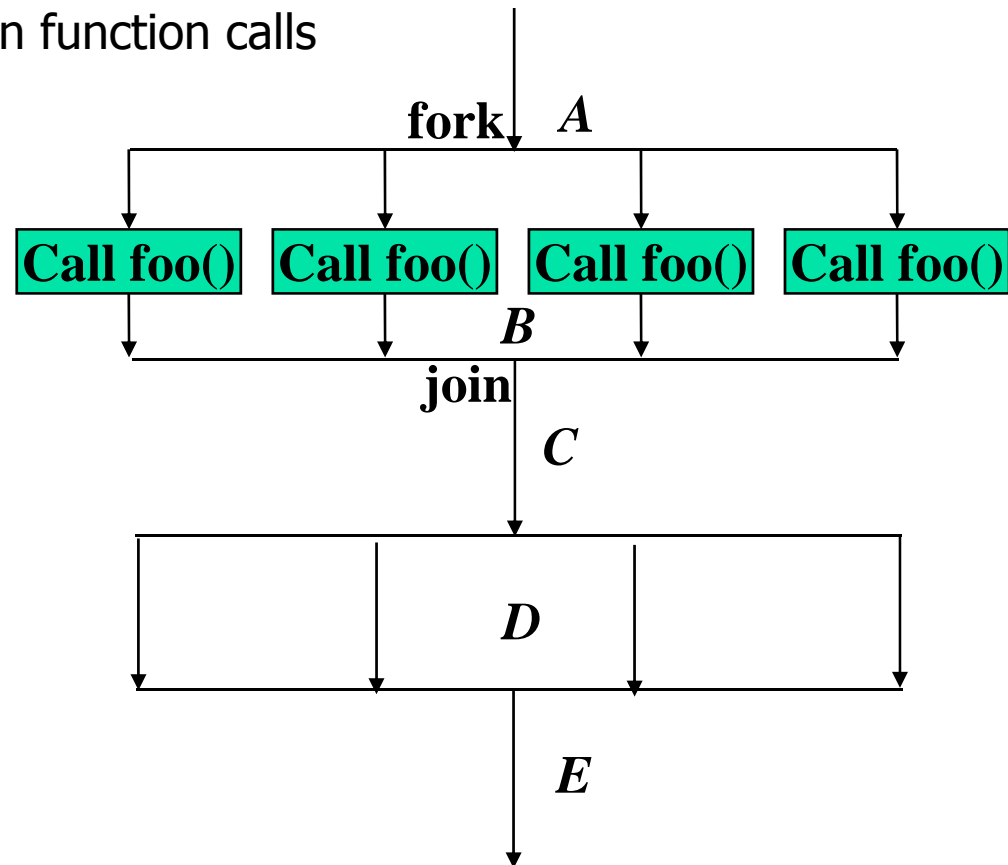 n function calls
fork A
Call foo() Call foo() Call foo() Call foo()
B
join
C
D
E